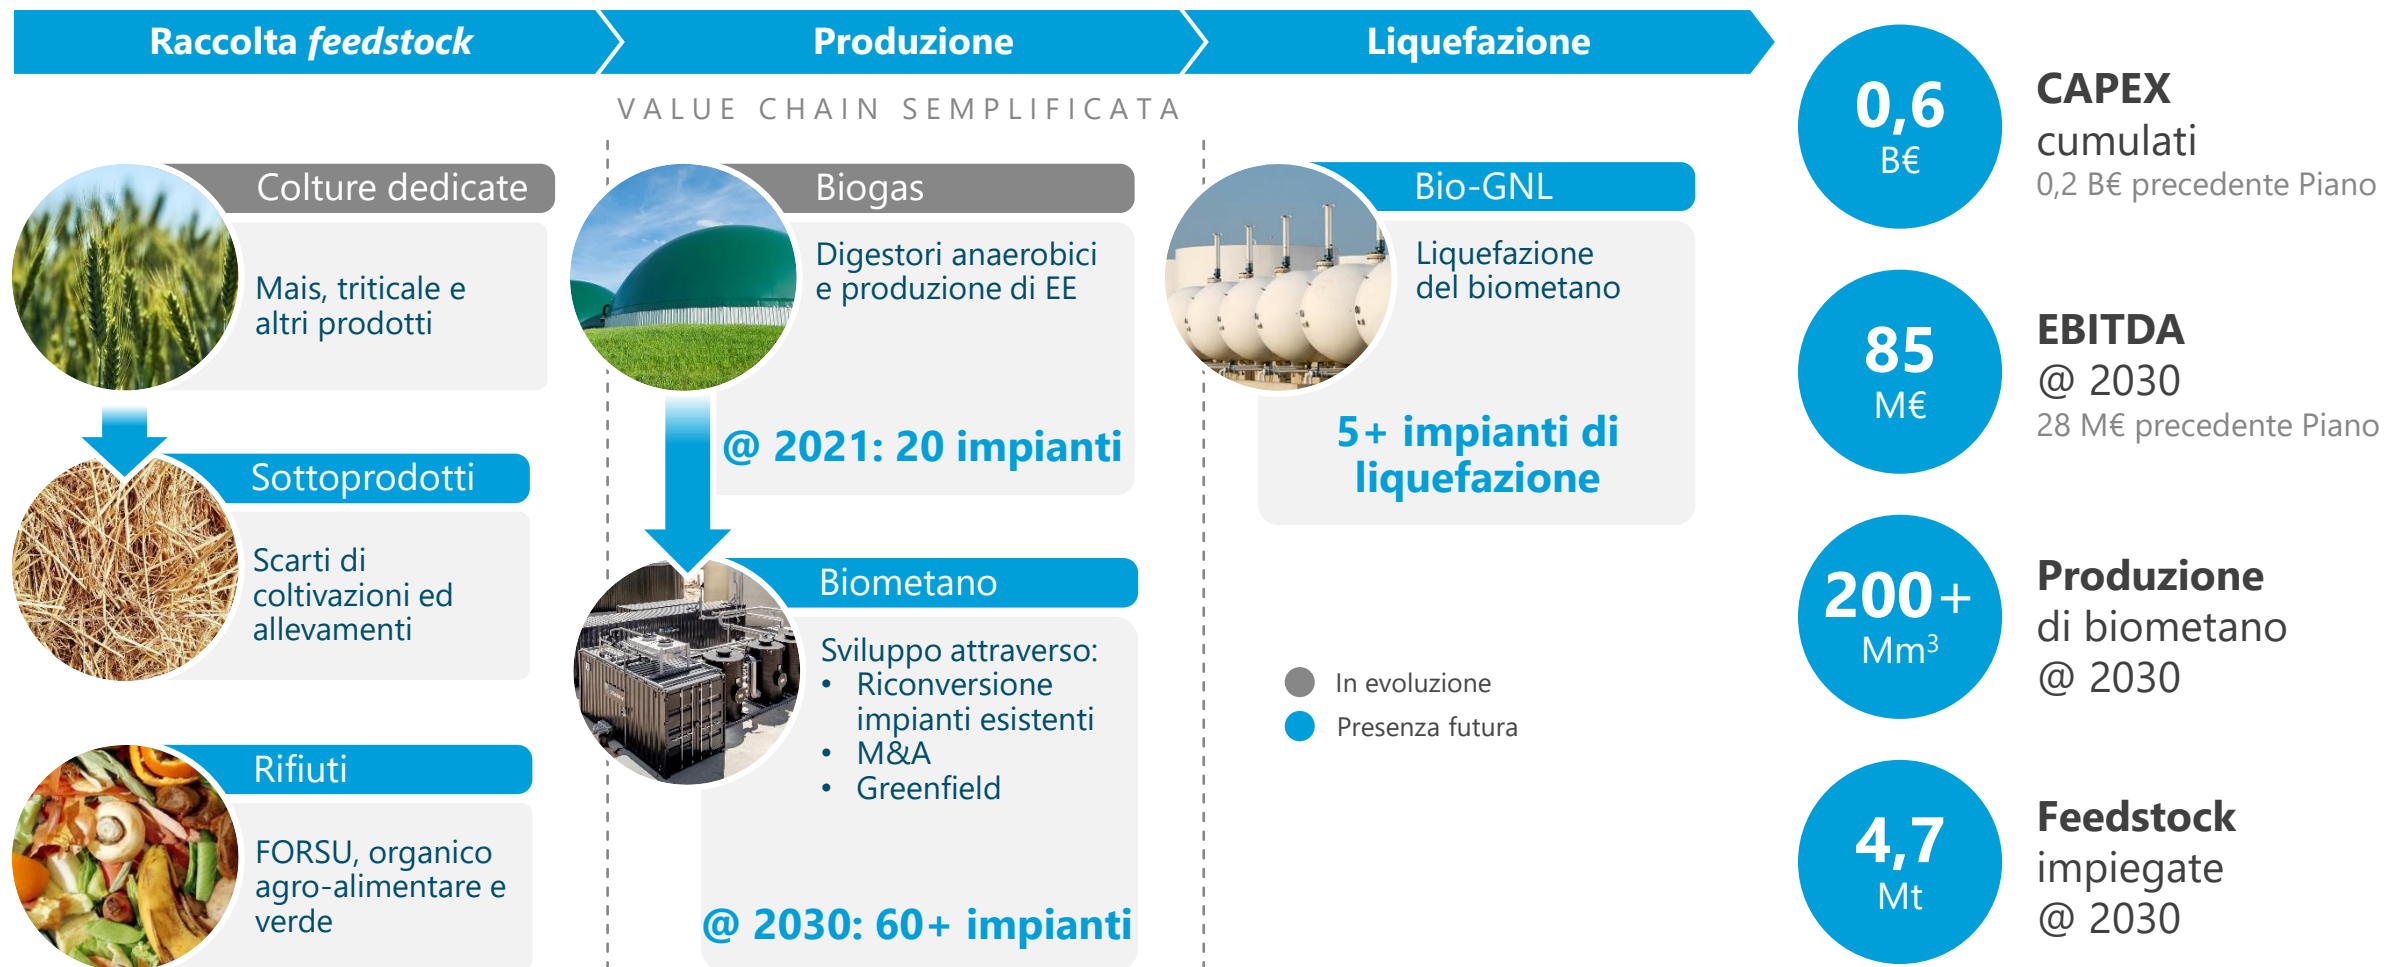 Raccolta feedstock
Produzione
Liquefazione
VALUE CHAIN SEMPLIFICATA
Colture dedicate
Mais, triticale e
altri prodotti
Sottoprodotti
Scarti di
coltivazioni ed
allevamenti
Rifiuti
FORSU, organico
agro-alimentare e
verde
Biogas
Digestori anaerobici
e produzione di EE
@ 2021: 20 impianti
Biometano
Sviluppo attraverso:
• Riconversione
impianti esistenti
• M&A
• Greenfield
@ 2030: 60+ impianti
Bio-GNL
Liquefazione
del biometano
5+ impianti di
liquefazione
In evoluzione
Presenza futura
0,6
B€
CAPEX
cumulati
0,2 B€ precedente Piano
85
M€
EBITDA
@ 2030
28 M€ precedente Piano
200+
Mm³
Produzione
di biometano
@ 2030
4,7
Mt
Feedstock
impiegate
@ 2030